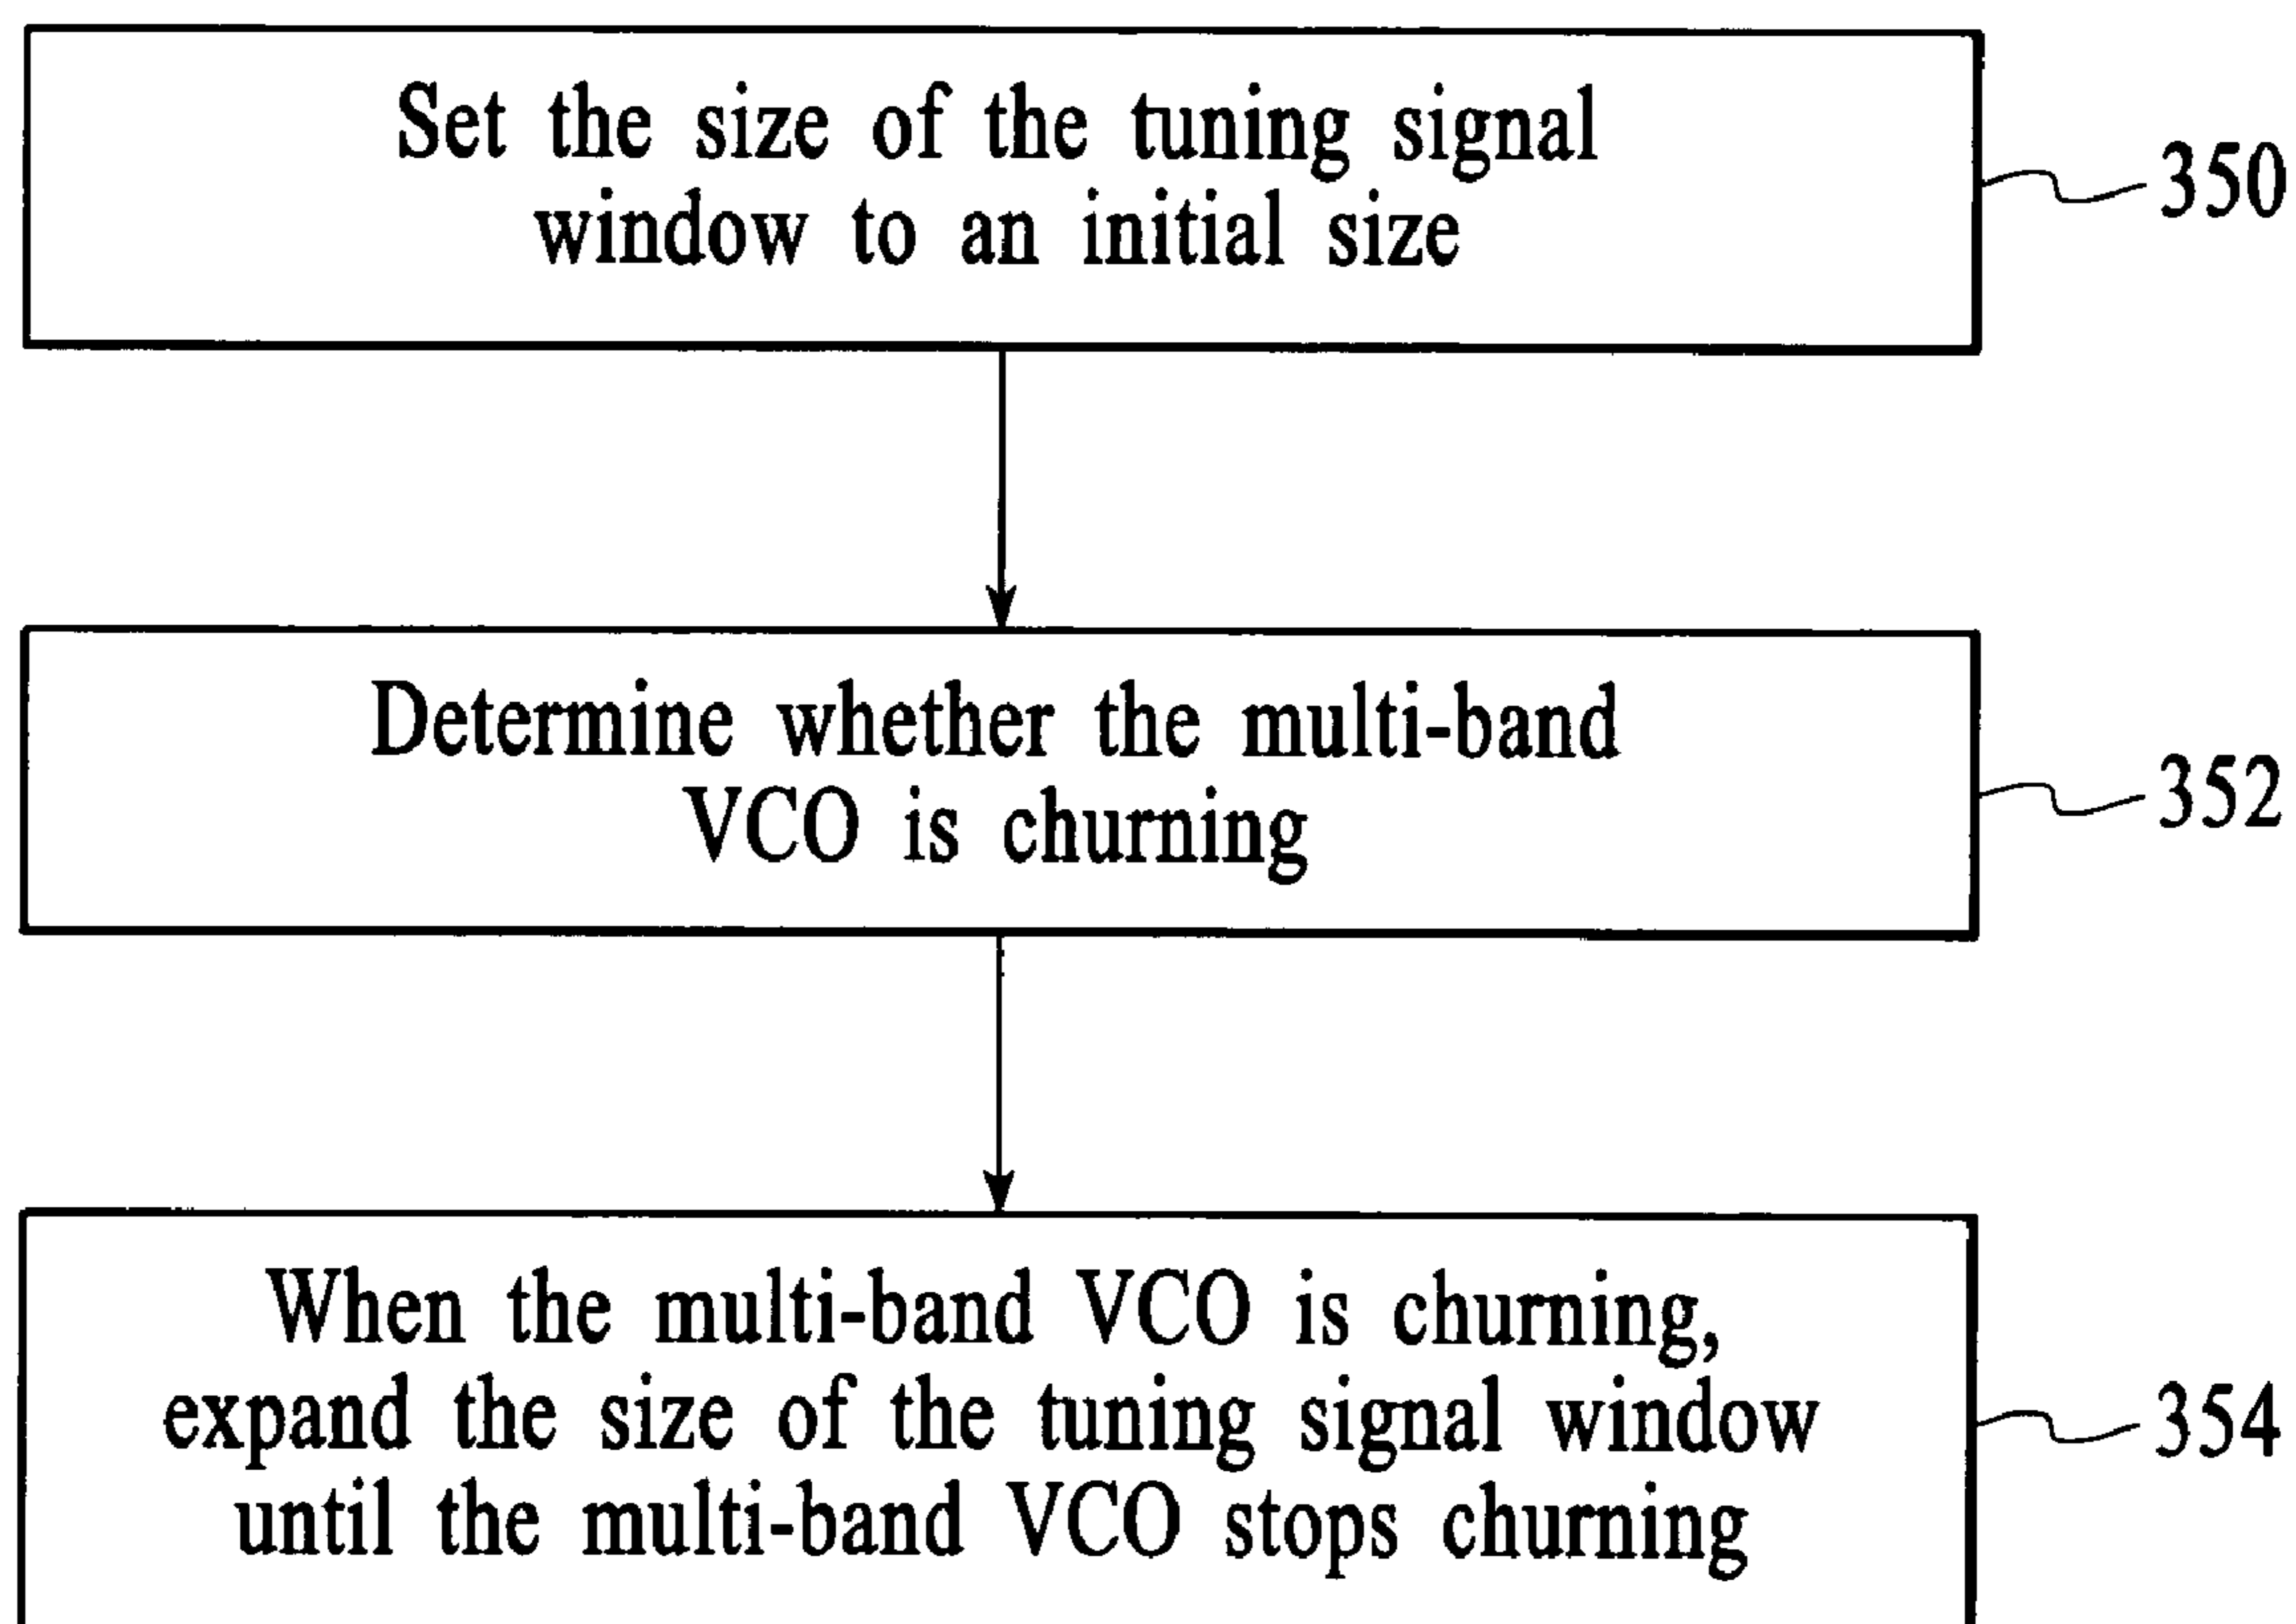 Set the size of the tuning signal
window to an initial size
350
Determine whether the multi-band
VCO is churning
352
When the multi-band VCO is churning,
expand the size of the tuning signal window
until the multi-band VCO stops churning
354